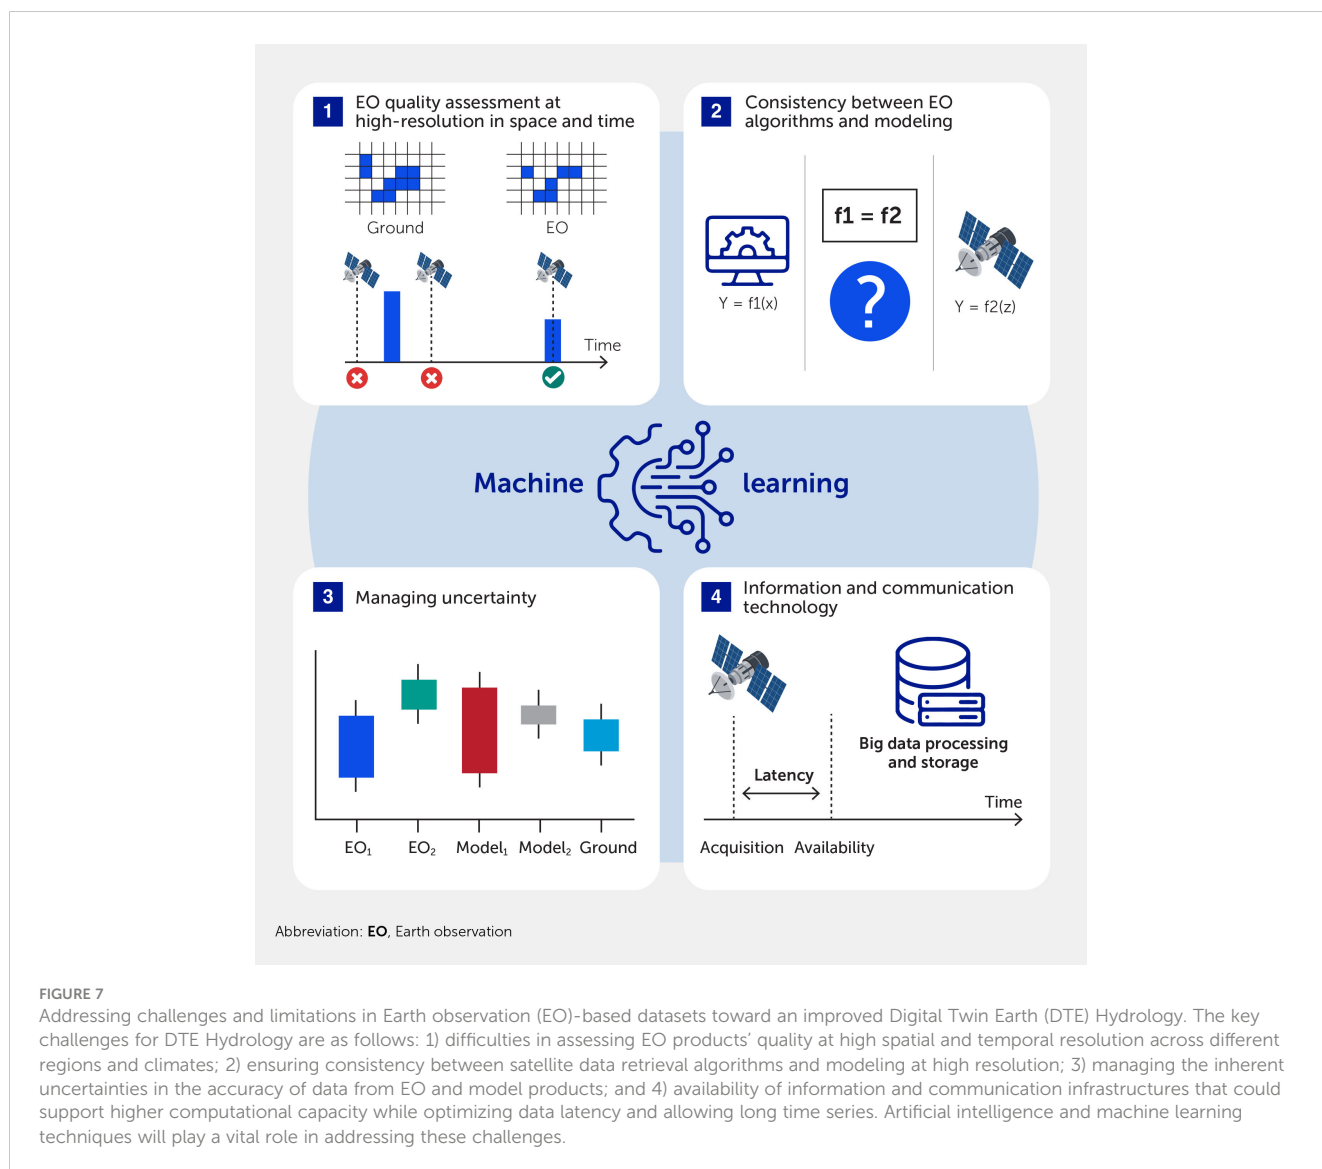 1
EO quality assessment at
high-resolution in space and time
Ground
EO
Time
2
Consistency between EO
algorithms and modeling
f1 = f2
?
Y = f1(x)
Y = f2(z)
Machine learning
3
Managing uncertainty
EO₁ EO₂ Model₁ Model₂ Ground
4
Information and communication
technology
Big data processing
and storage
Latency
Time
Acquisition Availability
Abbreviation: EO, Earth observation
FIGURE 7
Addressing challenges and limitations in Earth observation (EO)-based datasets toward an improved Digital Twin Earth (DTE) Hydrology. The key
challenges for DTE Hydrology are as follows: 1) difficulties in assessing EO products’ quality at high spatial and temporal resolution across different
regions and climates; 2) ensuring consistency between satellite data retrieval algorithms and modeling at high resolution; 3) managing the inherent
uncertainties in the accuracy of data from EO and model products; and 4) availability of information and communication infrastructures that could
support higher computational capacity while optimizing data latency and allowing long time series. Artificial intelligence and machine learning
techniques will play a vital role in addressing these challenges.